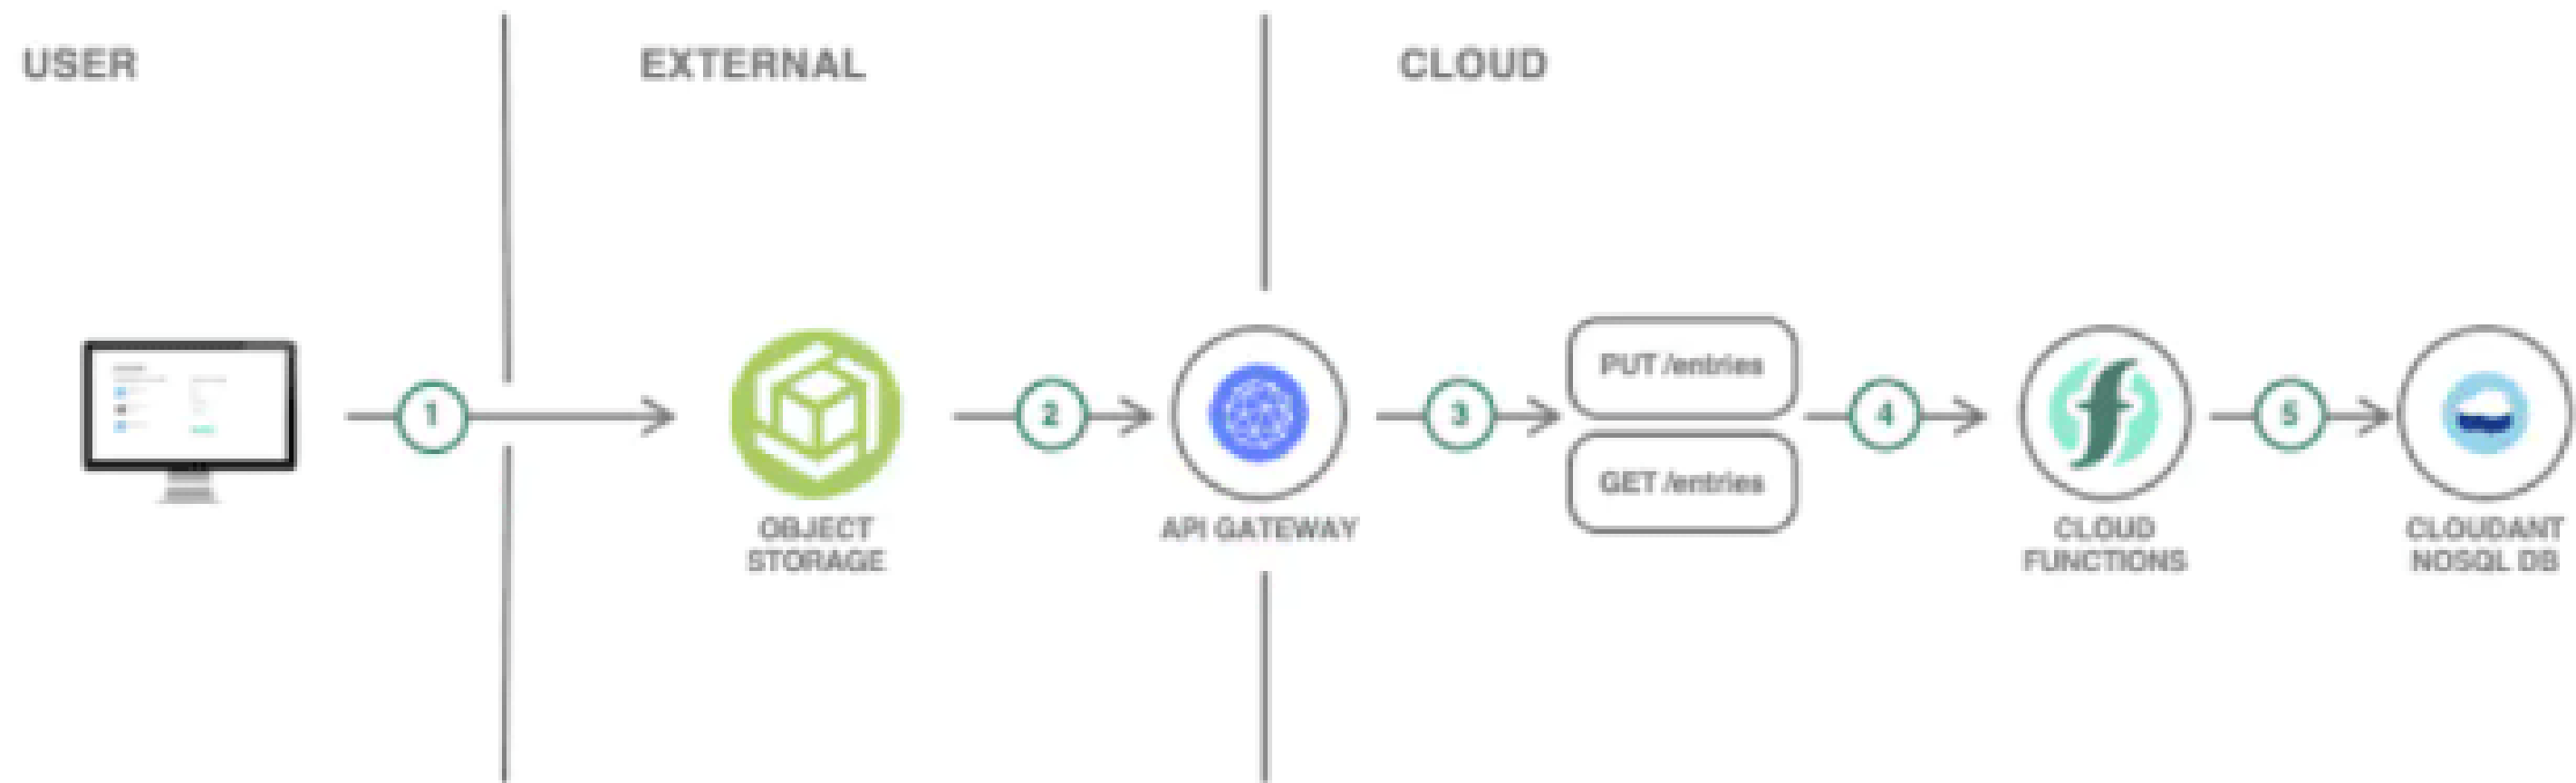 USER
EXTERNAL
CLOUD
1
2
3
4
5
PUT /entries
GET /entries
OBJECT
STORAGE
API GATEWAY
CLOUD
FUNCTIONS
CLOUDANT
NOSQL DB